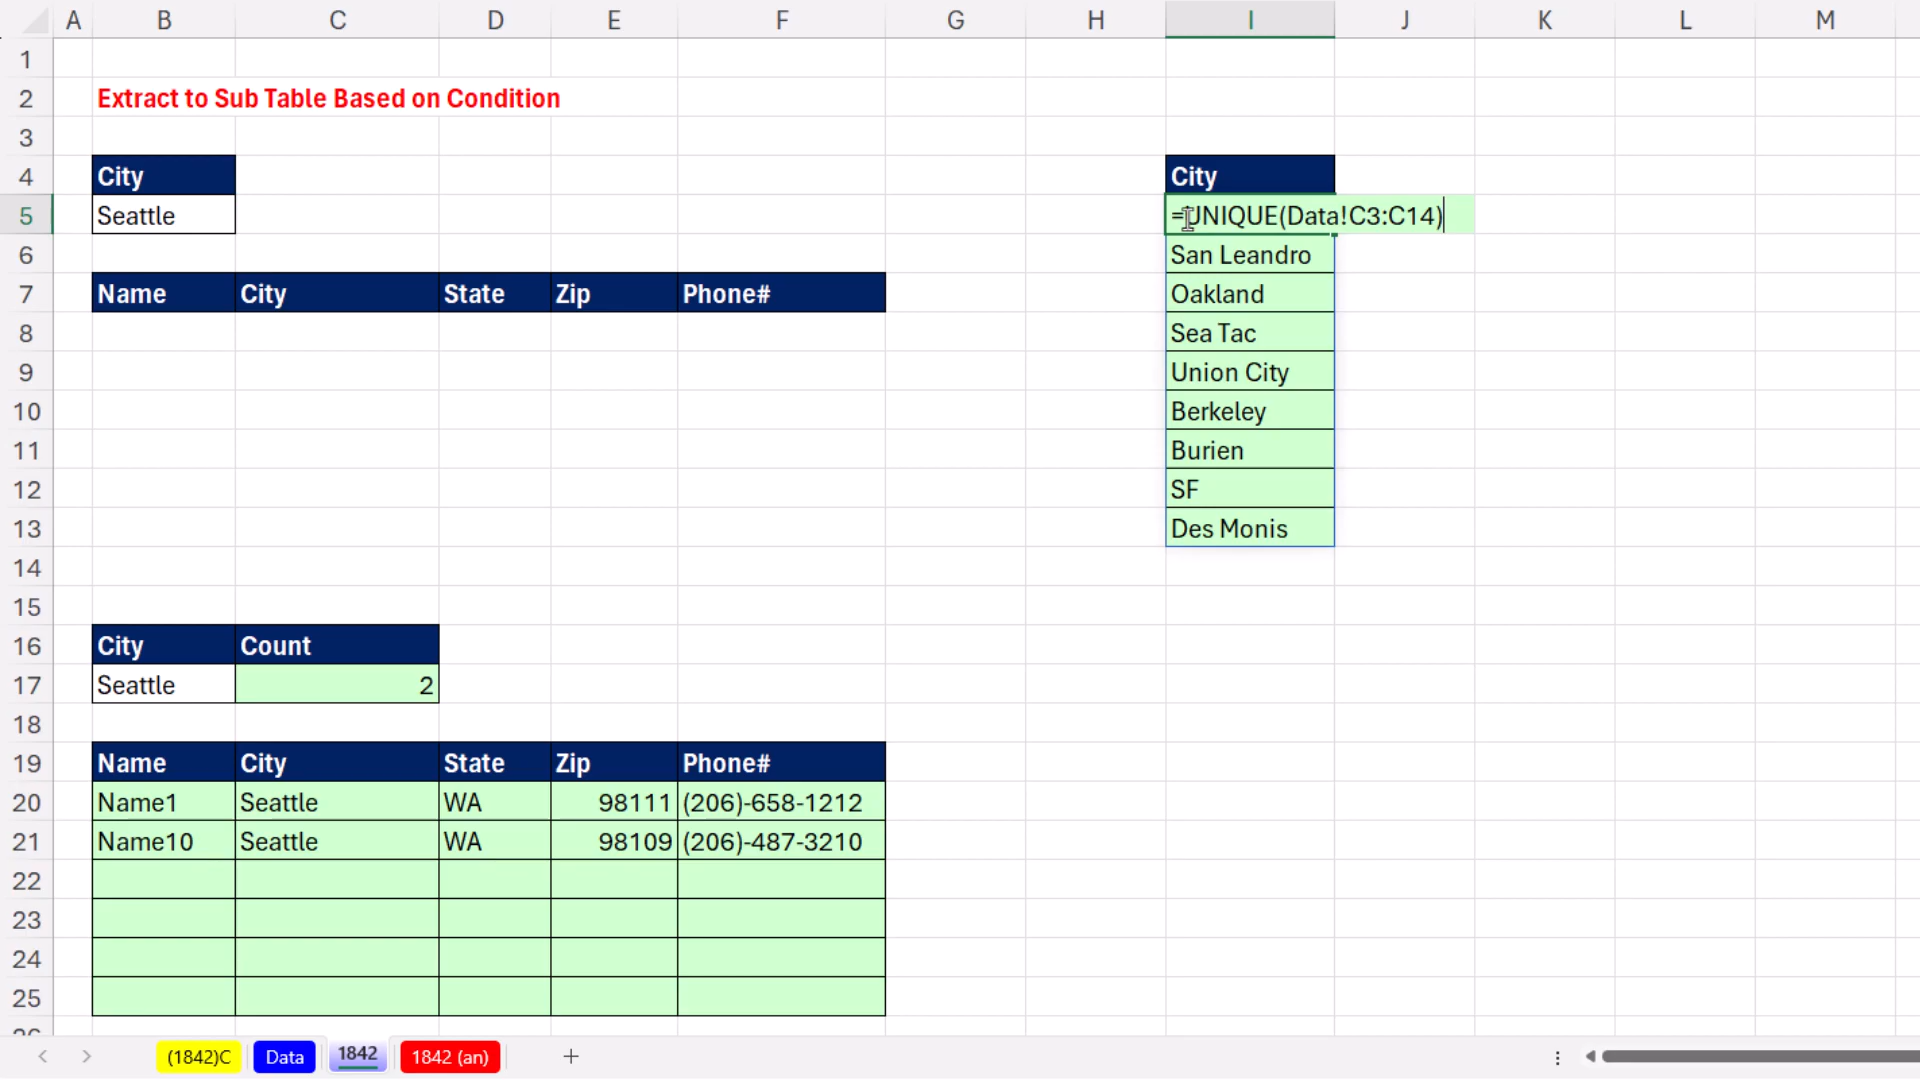 A B C D E F G H I J K L M
1
2 Extract to Sub Table Based on Condition
3
4 City City
5 Seattle =UNIQUE(Data!C3:C14)
6 San Leandro
7 Name City State Zip Phone# Oakland
8 Sea Tac
9 Union City
10 Berkeley
11 Burien
12 SF
13 Des Monis
14
15
16 City Count
17 Seattle 2
18
19 Name City State Zip Phone#
20 Name1 Seattle WA 98111 (206)-658-1212
21 Name10 Seattle WA 98109 (206)-487-3210
22
23
24
25
26
(1842)C Data 1842 1842 (an)